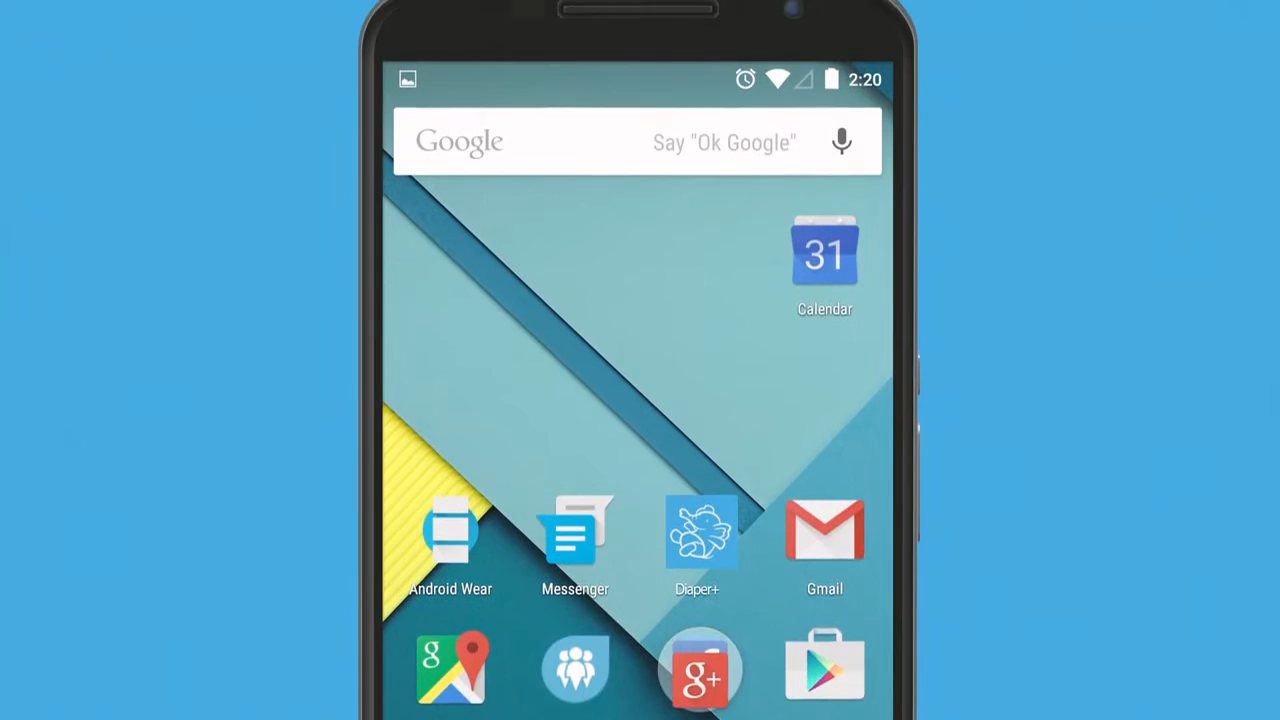 2:20
Google Say "Ok Google"
31
Calendar
Android Wear Messenger Diaper+ Gmail
g g+